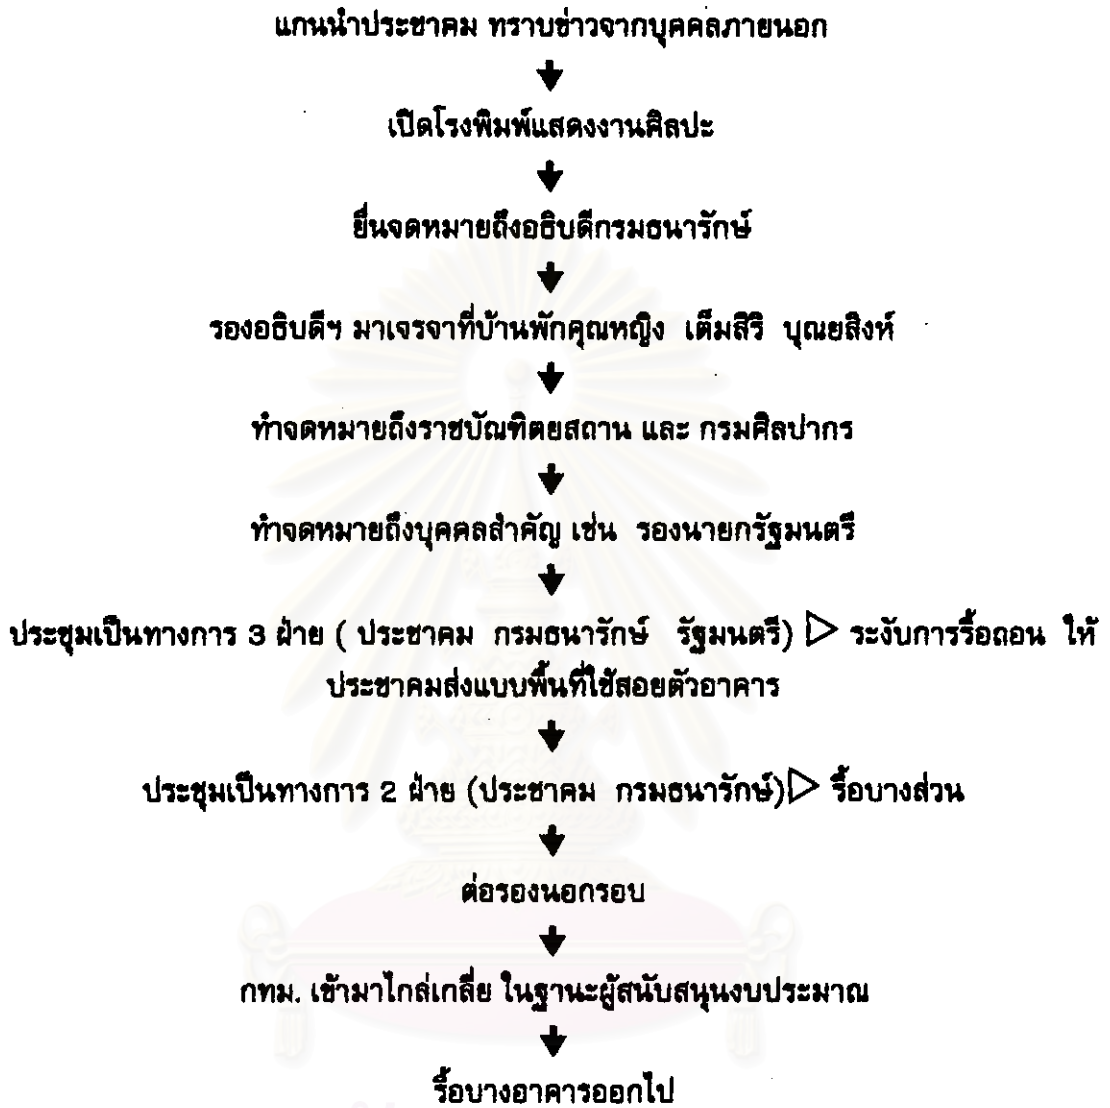 แกนนำประชาคม ทราบข่าวจากบุคคลภายนอก
เปิดโรงพิมพ์แสดงงานศิลปะ
ยื่นจดหมายถึงอธิบดีกรมธนารักษ์
รองอธิบดีฯ มาเจรจาที่บ้านพักคุณหญิง เต็มสิริ บุณยสิงห์
ทำจดหมายถึงราชบัณฑิตยสถาน และ กรมศิลปากร
ทำจดหมายถึงบุคคลสำคัญ เช่น รองนายกรัฐมนตรี
ประชุมเป็นทางการ 3 ฝ่าย ( ประชาคม กรมธนารักษ์ รัฐมนตรี) ▷ ระงับการรื้อถอน ให้
ประชาคมส่งแบบพื้นที่ใช้สอยตัวอาคาร
ประชุมเป็นทางการ 2 ฝ่าย (ประชาคม กรมธนารักษ์)▷ รื้อบางส่วน
ต่อรองนอกรอบ
กทม. เข้ามาไกล่เกลี่ย ในฐานะผู้สนับสนุนงบประมาณ
รื้อบางอาคารออกไป